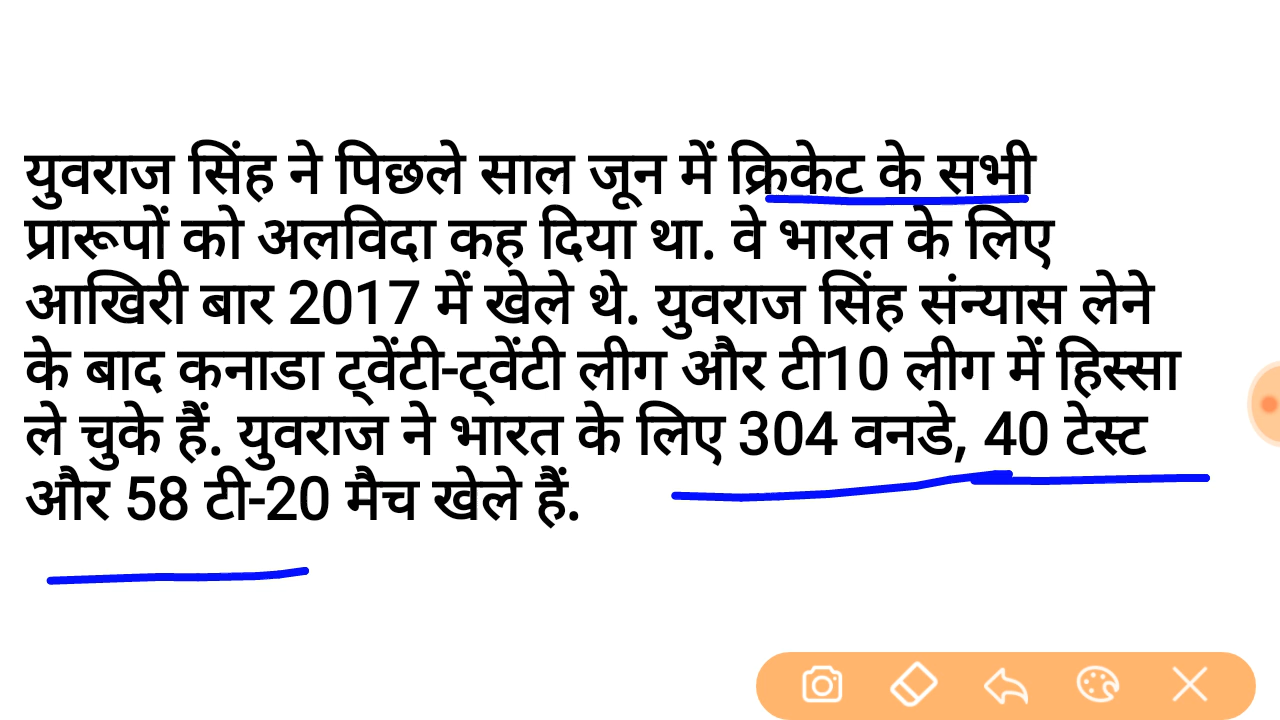 युवराज सिंह ने पिछले साल जून में क्रिकेट के सभी
प्रारूपों को अलविदा कह दिया था. वे भारत के लिए
आखिरी बार 2017 में खेले थे. युवराज सिंह संन्यास लेने
के बाद कनाडा ट्वेंटी-ट्वेंटी लीग और टी10 लीग में हिस्सा
ले चुके हैं. युवराज ने भारत के लिए 304 वनडे, 40 टेस्ट
और 58 टी-20 मैच खेले हैं.